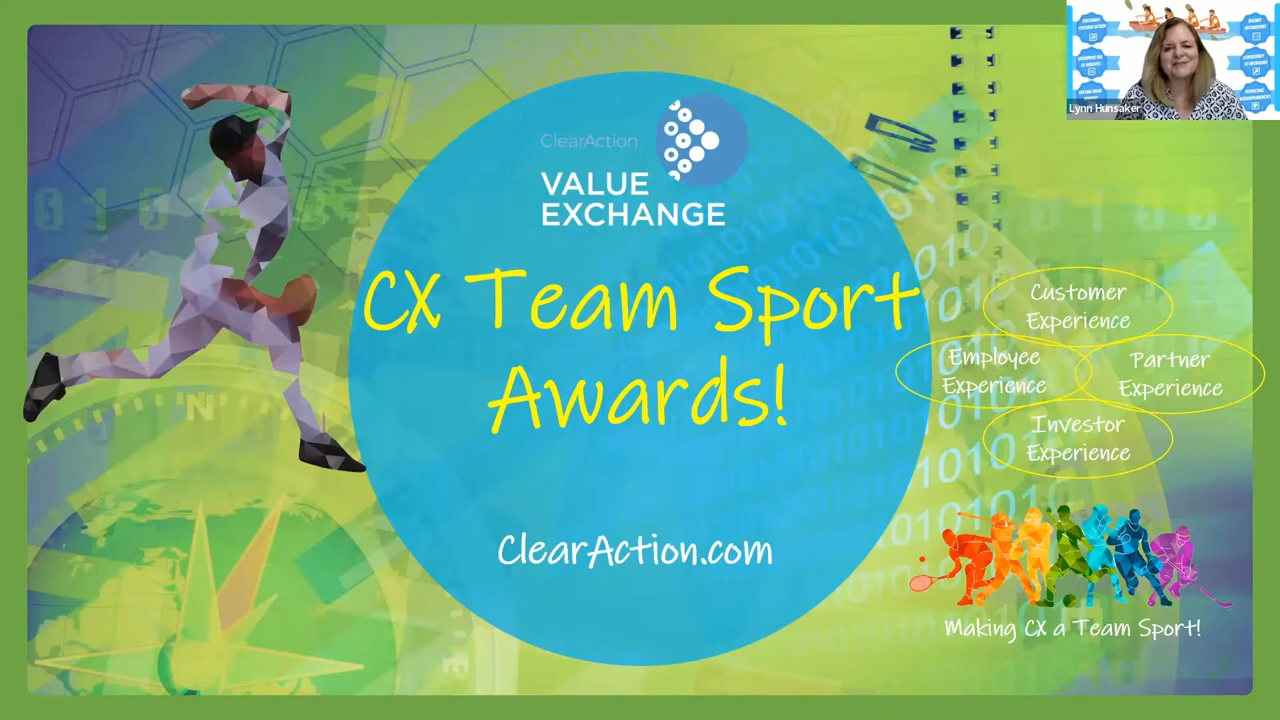 ClearAction
VALUE
EXCHANGE
CX Team Sport
Awards!
ClearAction.com
Lynn Hunsaker
Customer
Experience
Employee
Experience
Partner
Experience
Investor
Experience
Making CX a Team Sport!
N